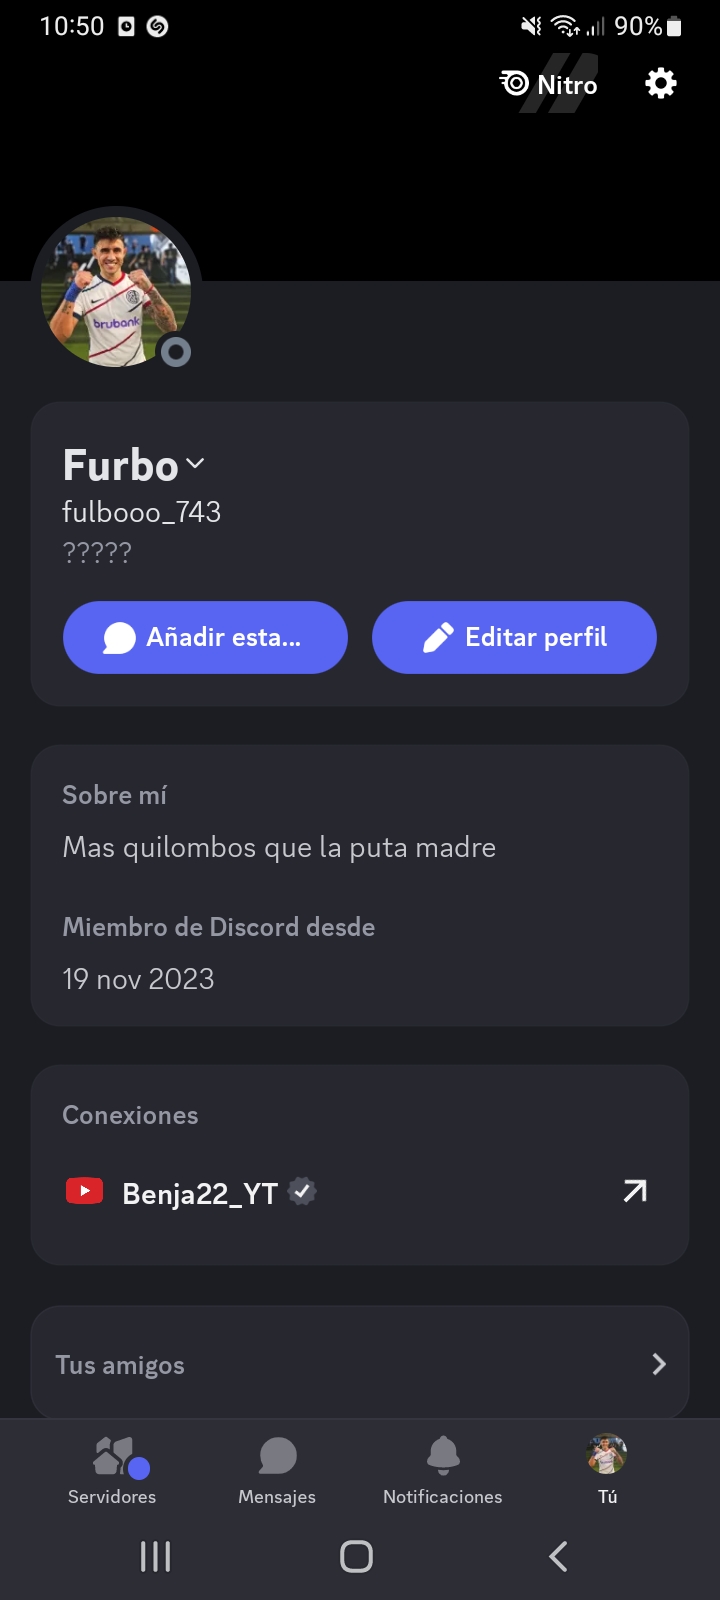 10:50
90%
Nitro
brubank
Furbo
fulbooo_743
?????
Añadir esta...
Editar perfil
Sobre mí
Mas quilombos que la puta madre
Miembro de Discord desde
19 nov 2023
Conexiones
Benja22_YT
Tus amigos
Servidores
Mensajes
Notificaciones
Tú